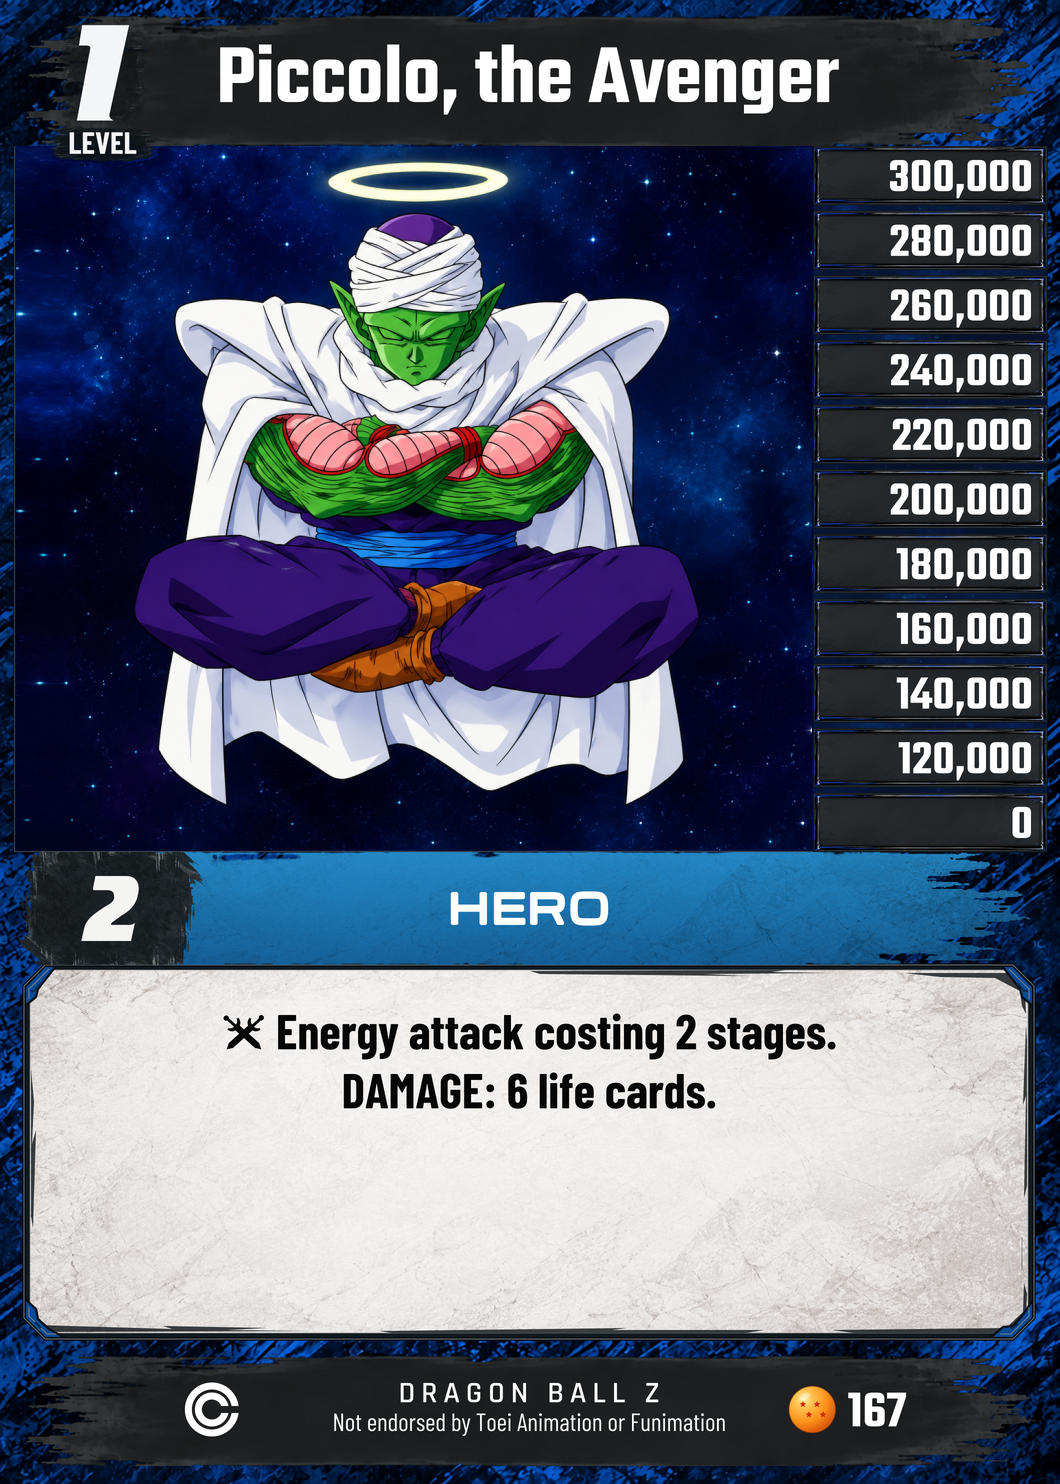 1
LEVEL
Piccolo, the Avenger
300,000
280,000
260,000
240,000
220,000
200,000
180,000
160,000
140,000
120,000
0
2
HERO
Energy attack costing 2 stages.
DAMAGE: 6 life cards.
DRAGON BALL Z
Not endorsed by Toei Animation or Funimation
167